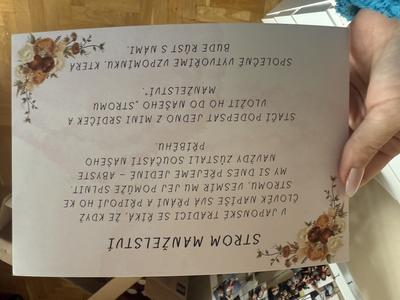 STROM MANŽELSTVÍ
V JAPONSKÉ TRADICI SE ŘÍKÁ, ŽE KDYŽ
ČLOVĚK NAPÍŠE SVÁ PŘÁNÍ A PŘIPOJÍ HO KE
STROMU, VESMÍR MU JEJ POMŮŽE SPLNIT.
MY SI DNES PŘEJEME JEDINÉ – ABYSTE
NAVŽDY ZŮSTALI SOUČÁSTÍ NAŠEHO
PŘÍBĚHU.
STAČÍ PODEPSAT JEDNO Z MINI SRDÍČEK A
VLOŽIT HO DO NAŠEHO „STROMU
MANŽELSTVÍ“.
SPOLEČNĚ VYTVOŘÍME VZPOMÍNKU, KTERÁ
BUDE RŮST S NÁMI.